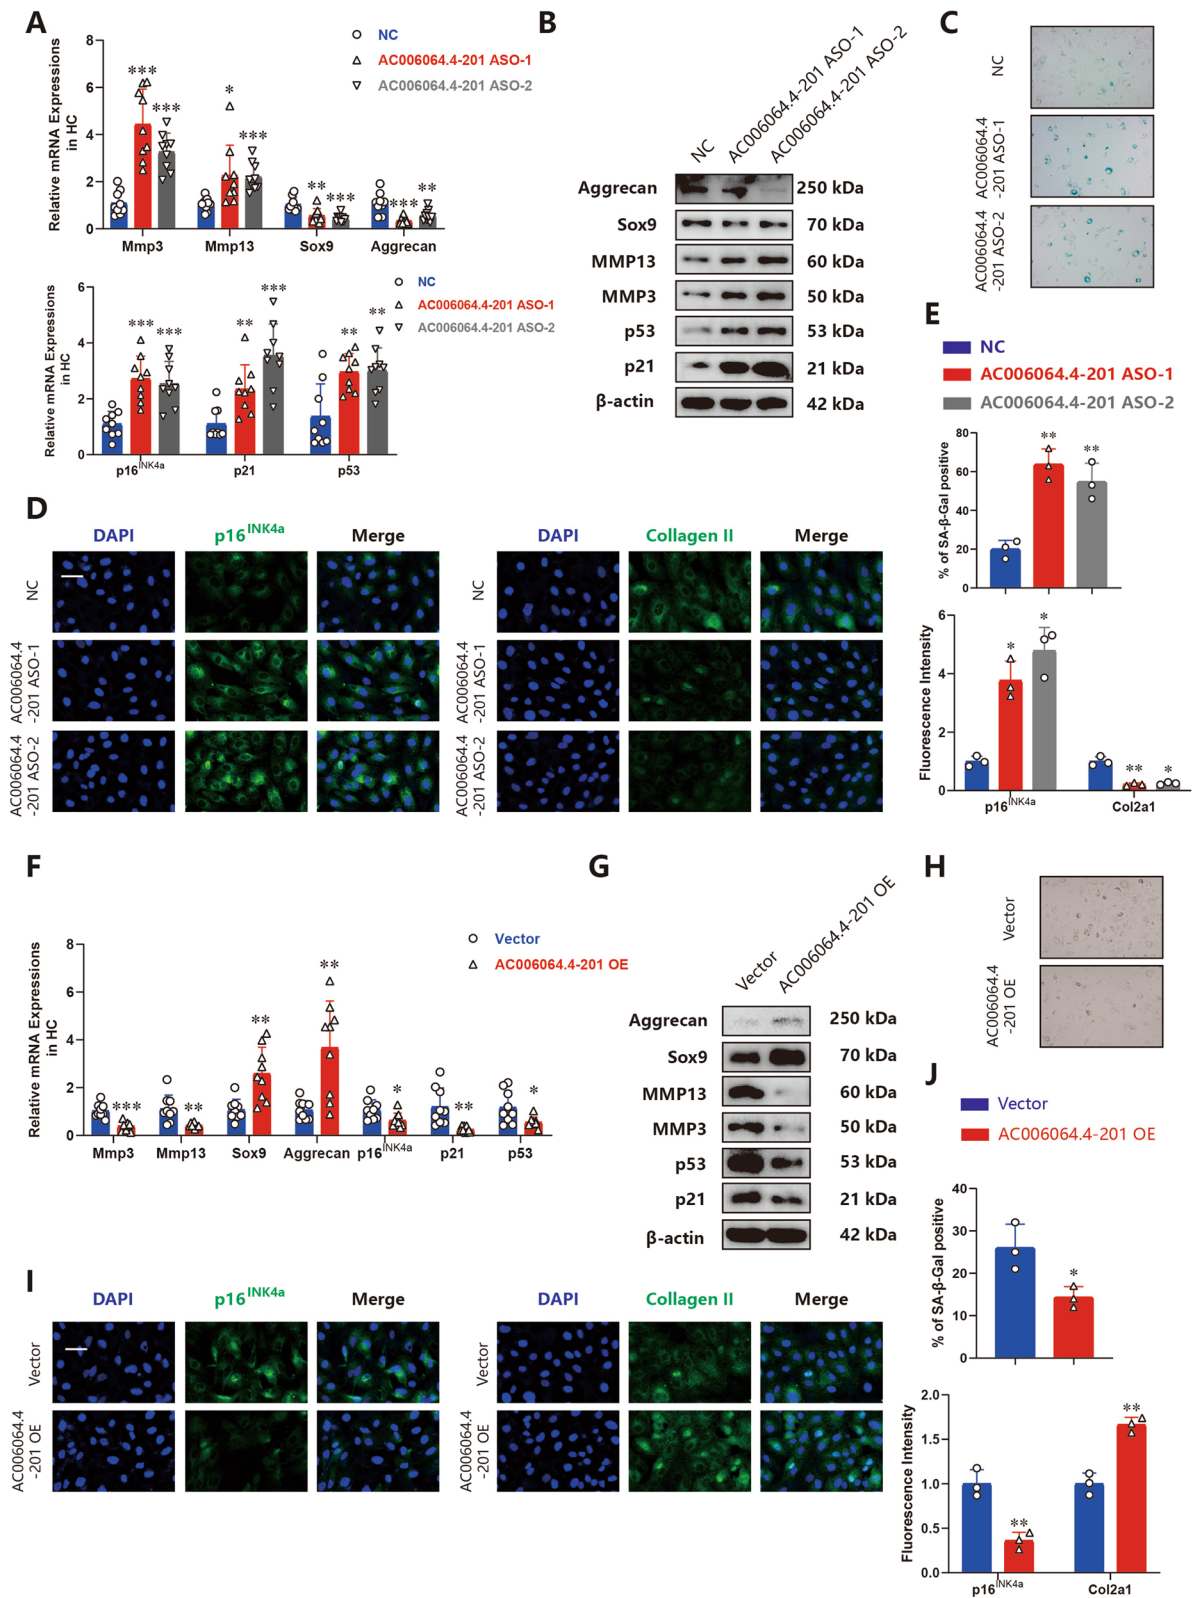 A
Relative mRNA Expressions
in HC
8
6
4
2
0
NC
AC006064.4-201 ASO-1
AC006064.4-201 ASO-2
***
***
*
***
**
***
***
**
Mmp3
Mmp13
Sox9
Aggrecan
Relative mRNA Expressions
in HC
6
4
2
0
NC
AC006064.4-201 ASO-1
AC006064.4-201 ASO-2
***
***
**
***
**
**
p16INK4a
p21
p53
B
NC
AC006064.4-201 ASO-1
AC006064.4-201 ASO-2
Aggrecan 250 kDa
Sox9 70 kDa
MMP13 60 kDa
MMP3 50 kDa
p53 53 kDa
p21 21 kDa
β-actin 42 kDa
C
NC
AC006064.4
-201 ASO-1
AC006064.4
-201 ASO-2
D
DAPI
p16INK4a
Merge
DAPI
Collagen II
Merge
NC
AC006064.4
-201 ASO-1
AC006064.4
-201 ASO-2
NC
AC006064.4
-201 ASO-1
AC006064.4
-201 ASO-2
E
NC
AC006064.4-201 ASO-1
AC006064.4-201 ASO-2
% of SA-β-Gal positive
80
60
40
20
0
**
**
Fluorescence Intensity
6
4
2
0
*
*
**
*
p16INK4a
Col2a1
F
Relative mRNA Expressions
in HC
8
6
4
2
0
Vector
AC006064.4-201 OE
***
**
**
**
*
**
*
Mmp3
Mmp13
Sox9
Aggrecan
p16INK4a
p21
p53
G
Vector
AC006064.4-201 OE
Aggrecan 250 kDa
Sox9 70 kDa
MMP13 60 kDa
MMP3 50 kDa
p53 53 kDa
p21 21 kDa
β-actin 42 kDa
H
Vector
AC006064.4
-201 OE
I
DAPI
p16INK4a
Merge
DAPI
Collagen II
Merge
Vector
AC006064.4
-201 OE
Vector
AC006064.4
-201 OE
J
Vector
AC006064.4-201 OE
% of SA-β-Gal positive
40
30
20
10
0
*
Fluorescence Intensity
2.0
1.5
1.0
0.5
0.0
**
**
p16INK4a
Col2a1